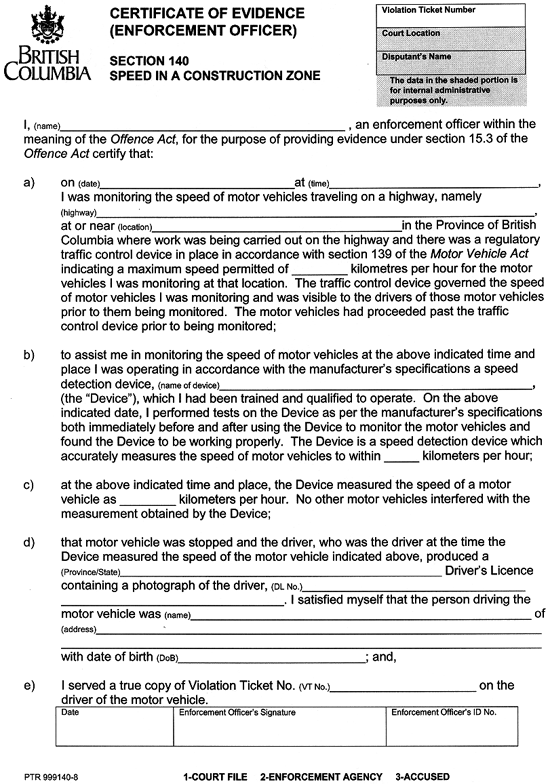 BRITISH
COLUMBIA
CERTIFICATE OF EVIDENCE
(ENFORCEMENT OFFICER)
SECTION 140
SPEED IN A CONSTRUCTION ZONE
Violation Ticket Number
Court Location
Disputant's Name
The data in the shaded portion is
for internal administrative
purposes only.
I, (name)______, an enforcement officer within the
meaning of the Offence Act, for the purpose of providing evidence under section 15.3 of the
Offence Act certify that:
a) on (date)______at (time)______,
I was monitoring the speed of motor vehicles traveling on a highway, namely
(highway)______,
at or near (location)______in the Province of British
Columbia where work was being carried out on the highway and there was a regulatory
traffic control device in place in accordance with section 139 of the Motor Vehicle Act
indicating a maximum speed permitted of ______ kilometres per hour for the motor
vehicles I was monitoring at that location. The traffic control device governed the speed
of motor vehicles I was monitoring and was visible to the drivers of those motor vehicles
prior to them being monitored. The motor vehicles had proceeded past the traffic
control device prior to being monitored;
b) to assist me in monitoring the speed of motor vehicles at the above indicated time and
place I was operating in accordance with the manufacturer's specifications a speed
detection device, (name of device)______,
(the "Device"), which I had been trained and qualified to operate. On the above
indicated date, I performed tests on the Device as per the manufacturer's specifications
both immediately before and after using the Device to monitor the motor vehicles and
found the Device to be working properly. The Device is a speed detection device which
accurately measures the speed of motor vehicles to within ______ kilometers per hour;
c) at the above indicated time and place, the Device measured the speed of a motor
vehicle as ______ kilometers per hour. No other motor vehicles interfered with the
measurement obtained by the Device;
d) that motor vehicle was stopped and the driver, who was the driver at the time the
Device measured the speed of the motor vehicle indicated above, produced a
(Province/State)______ Driver's Licence
containing a photograph of the driver, (DL No.)______
______. I satisfied myself that the person driving the
motor vehicle was (name)______ of
(address)______
with date of birth (DoB)______; and,
e) I served a true copy of Violation Ticket No. (VT No.)______ on the
driver of the motor vehicle.
Date Enforcement Officer's Signature Enforcement Officer's ID No.
PTR 999140-8 1-COURT FILE 2-ENFORCEMENT AGENCY 3-ACCUSED